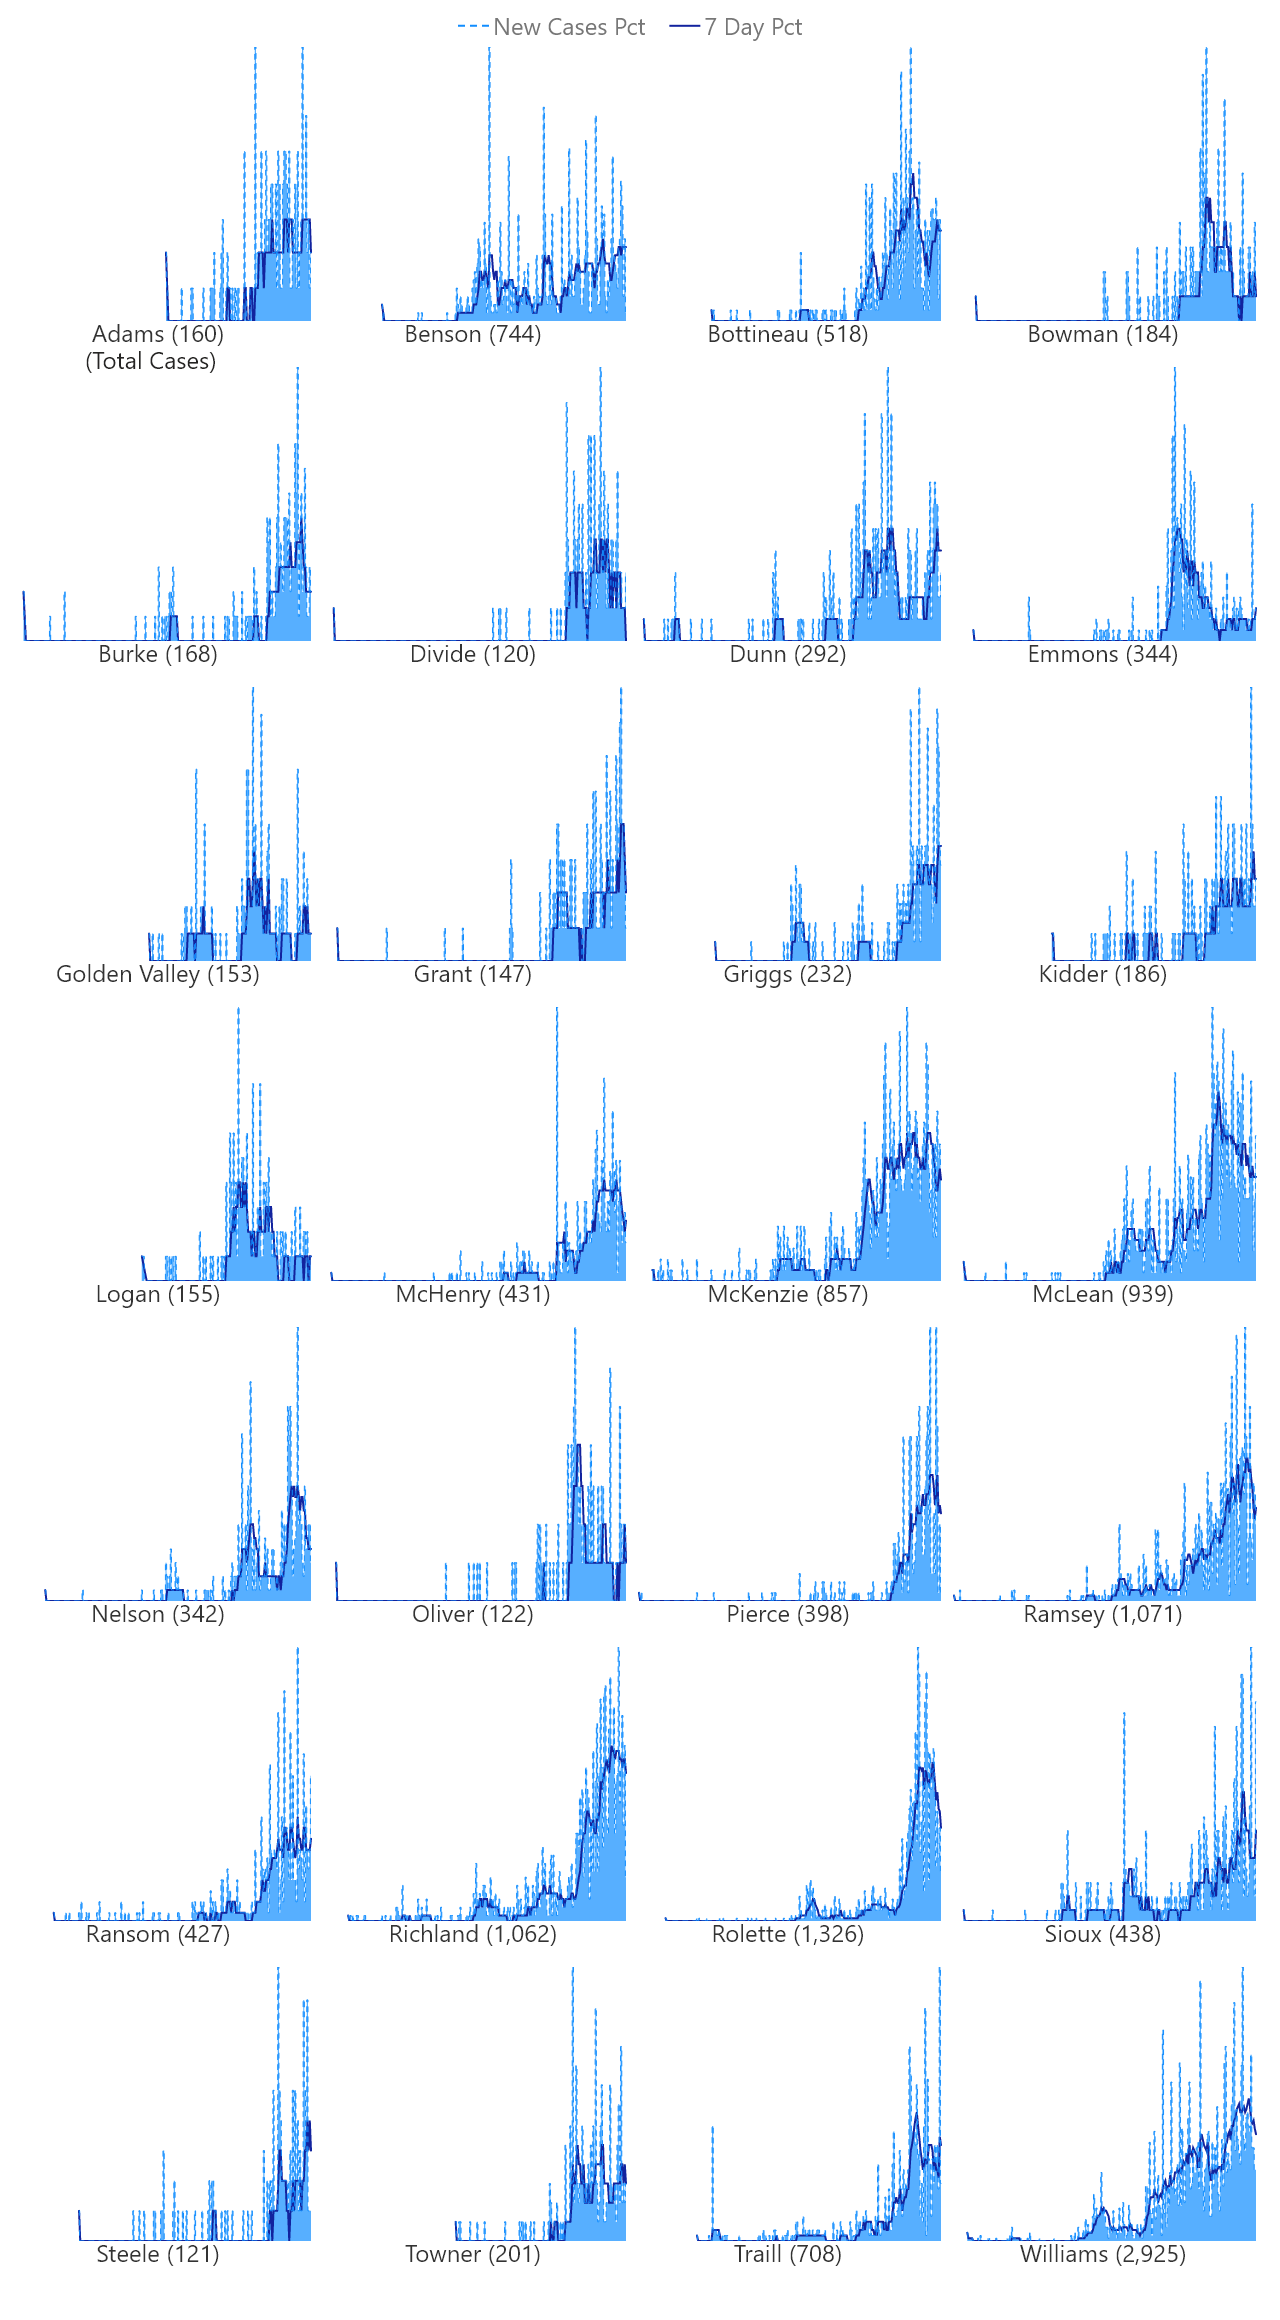 New Cases Pct 7 Day Pct
Adams (160) Benson (744) Bottineau (518) Bowman (184)
(Total Cases)
Burke (168) Divide (120) Dunn (292) Emmons (344)
Golden Valley (153) Grant (147) Griggs (232) Kidder (186)
Logan (155) McHenry (431) McKenzie (857) McLean (939)
Nelson (342) Oliver (122) Pierce (398) Ramsey (1,071)
Ransom (427) Richland (1,062) Rolette (1,326) Sioux (438)
Steele (121) Towner (201) Traill (708) Williams (2,925)